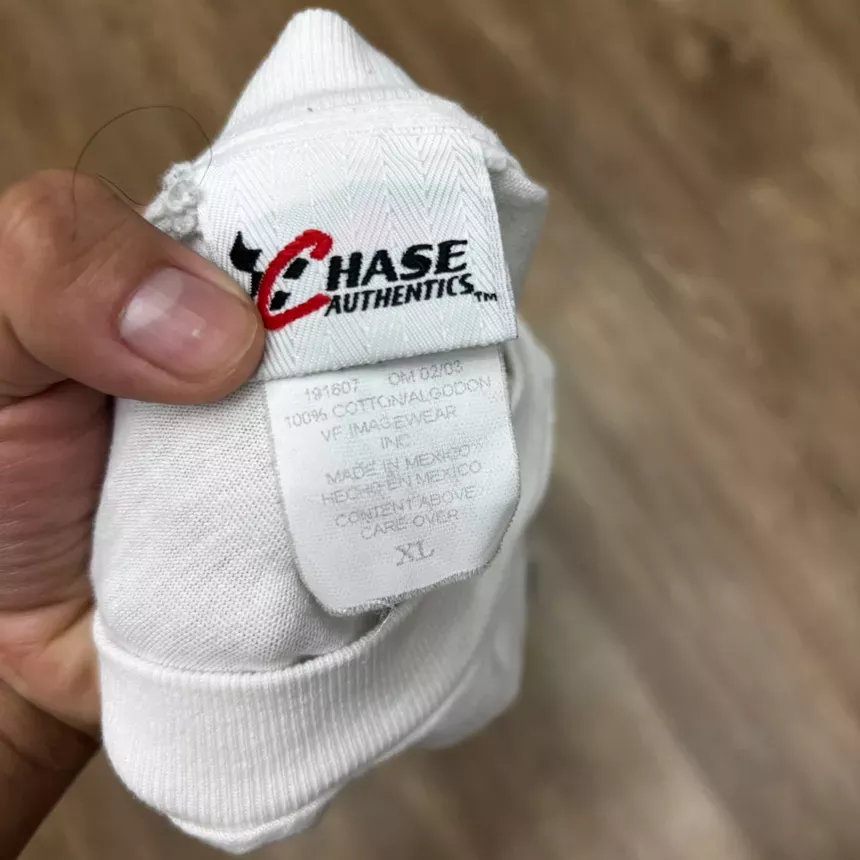 CHASE
AUTHENTICS™
191607 OM 02/03
100% COTTON/ALGODON
VF IMAGEWEAR
INC
MADE IN MEXICO
HECHO EN MEXICO
CONTENT ABOVE
CARE OVER
XL